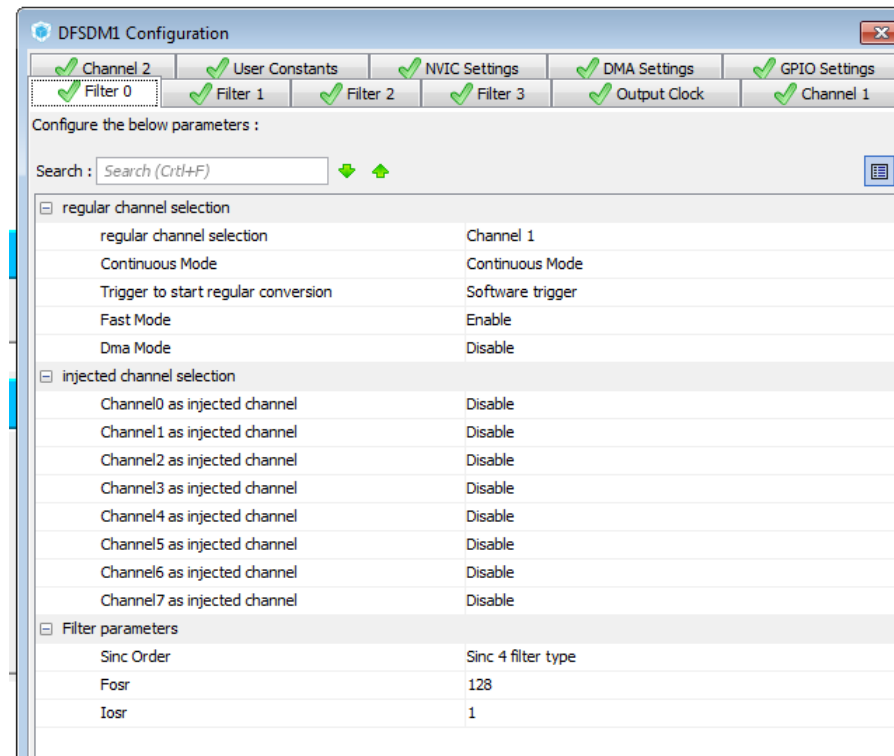 DFSDM1 Configuration
Channel 2 User Constants NVIC Settings DMA Settings GPIO Settings
Filter 0 Filter 1 Filter 2 Filter 3 Output Clock Channel 1
Configure the below parameters :
Search : Search (Crtl+F)
regular channel selection
regular channel selection Channel 1
Continuous Mode Continuous Mode
Trigger to start regular conversion Software trigger
Fast Mode Enable
Dma Mode Disable
injected channel selection
Channel0 as injected channel Disable
Channel1 as injected channel Disable
Channel2 as injected channel Disable
Channel3 as injected channel Disable
Channel4 as injected channel Disable
Channel5 as injected channel Disable
Channel6 as injected channel Disable
Channel7 as injected channel Disable
Filter parameters
Sinc Order Sinc 4 filter type
Fosr 128
Iosr 1